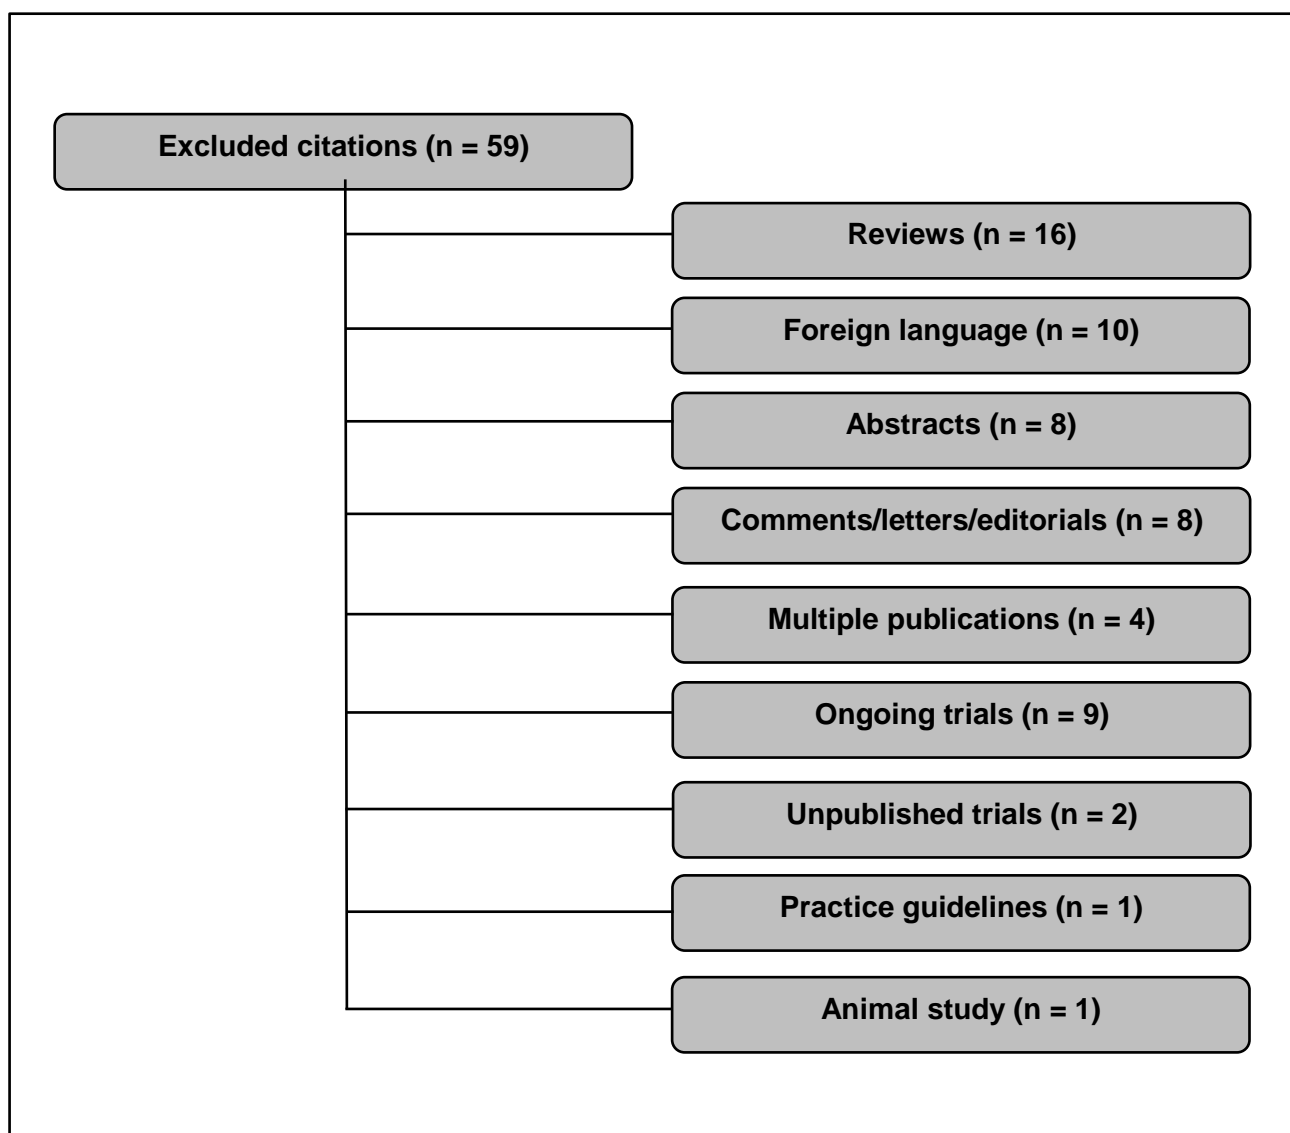 Excluded citations (n = 59)
Reviews (n = 16)
Foreign language (n = 10)
Abstracts (n = 8)
Comments/letters/editorials (n = 8)
Multiple publications (n = 4)
Ongoing trials (n = 9)
Unpublished trials (n = 2)
Practice guidelines (n = 1)
Animal study (n = 1)